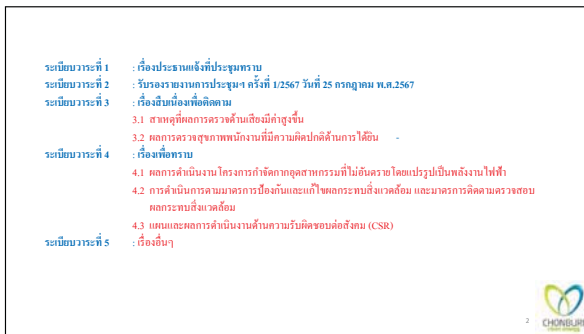 ระเบียบวาระที่ 1 : เรื่องประธานแจ้งที่ประชุมทราบ
ระเบียบวาระที่ 2 : รับรองรายงานการประชุมฯ ครั้งที่ 1/2567 วันที่ 25 กรกฎาคม พ.ศ.2567
ระเบียบวาระที่ 3 : เรื่องสืบเนื่องเพื่อติดตาม
3.1 สาเหตุที่ผลการตรวจด้านเสียงมีค่าสูงขึ้น
3.2 ผลการตรวจสุขภาพพนักงานที่มีความผิดปกติด้านการได้ยิน -
ระเบียบวาระที่ 4 : เรื่องเพื่อทราบ
4.1 ผลการดำเนินงานโครงการกำจัดกากอุตสาหกรรมที่ไม่อันตรายโดยแปรรูปเป็นพลังงานไฟฟ้า
4.2 การดำเนินการตามมาตรการป้องกันและแก้ไขผลกระทบสิ่งแวดล้อม และมาตรการติดตามตรวจสอบ
ผลกระทบสิ่งแวดล้อม
4.3 แผนและผลการดำเนินงานด้านความรับผิดชอบต่อสังคม (CSR)
ระเบียบวาระที่ 5 : เรื่องอื่นๆ
2
CHONBURI